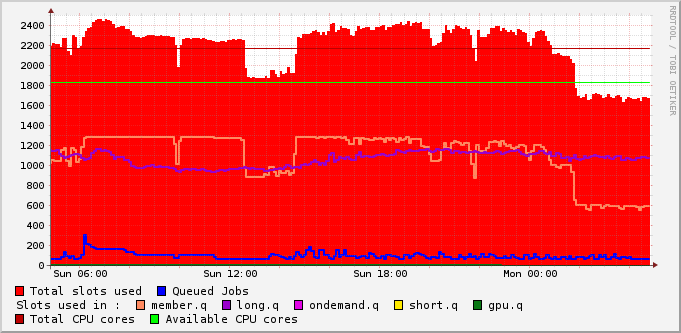 2400
2200
2000
1800
1600
1400
1200
1000
800
600
400
200
0
Sun 06:00 Sun 12:00 Sun 18:00 Mon 00:00
RRDTOOL / TOBI OETIKER
Total slots used Queued Jobs
Slots used in : member.q long.q ondemand.q short.q gpu.q
Total CPU cores Available CPU cores